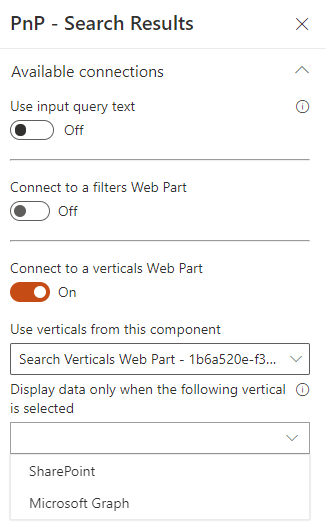 PnP - Search Results
Available connections
Use input query text
Off
Connect to a filters Web Part
Off
Connect to a verticals Web Part
On
Use verticals from this component
Search Verticals Web Part - 1b6a520e-f3...
Display data only when the following vertical
is selected
SharePoint
Microsoft Graph